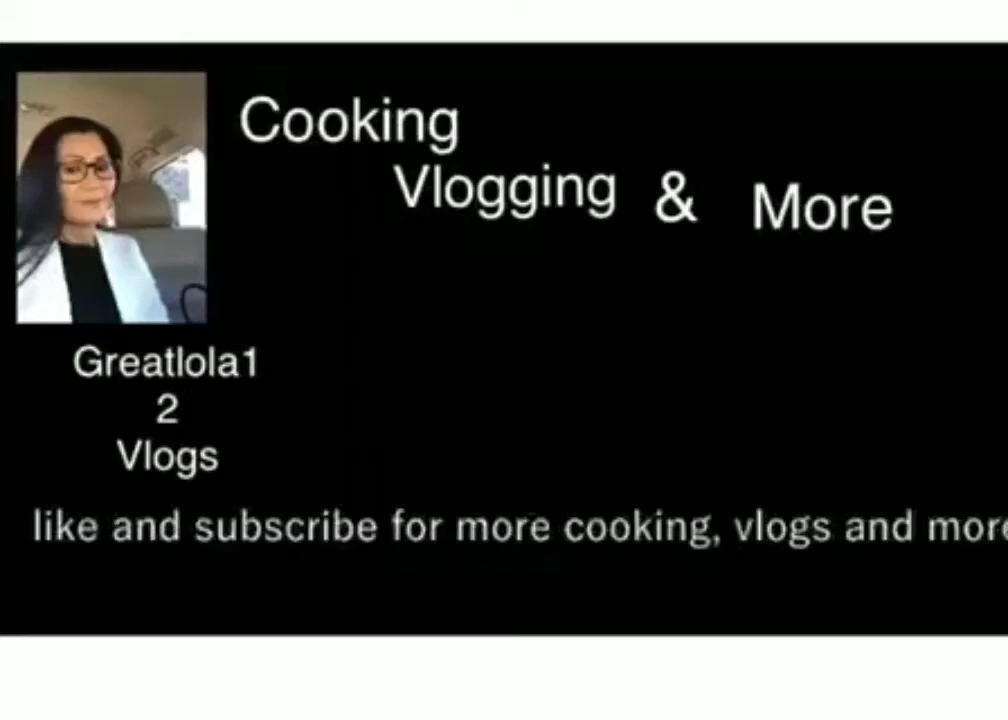 Cooking
Vlogging & More
Greatlola1
2
Vlogs
like and subscribe for more cooking, vlogs and more